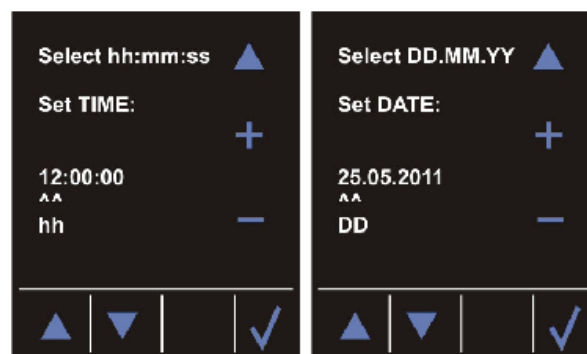 Select hh:mm:ss
Set TIME:
12:00:00
^^
hh
Select DD.MM.YY
Set DATE:
25.05.2011
^^
DD